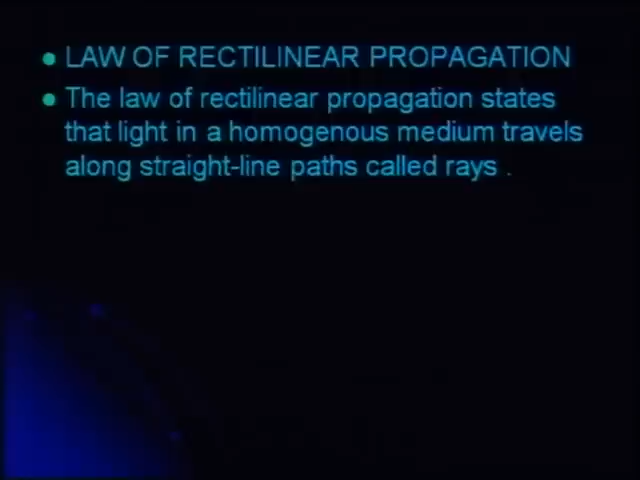 LAW OF RECTILINEAR PROPAGATION
The law of rectilinear propagation states
that light in a homogenous medium travels
along straight-line paths called rays .